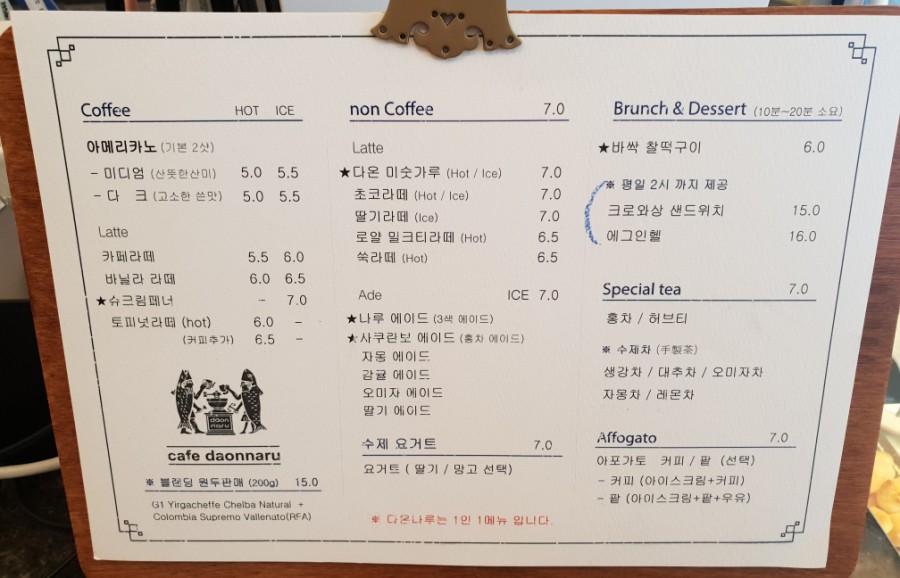 Coffee HOT ICE
아메리카노 (기본 2샷)
- 미디엄 (산뜻한산미) 5.0 5.5
- 다 크 (고소한 쓴맛) 5.0 5.5
Latte
카페라떼 5.5 6.0
바닐라 라떼 6.0 6.5
★슈크림페너 - 7.0
토피넛라떼 (hot) 6.0 -
(커피추가) 6.5 -
daon
naru
cafe daonnaru
※ 블랜딩 원두판매 (200g) 15.0
G1 Yirgacheffe Chelba Natural +
Colombia Supremo Vallenato(RFA)
non Coffee 7.0
Latte
★다온 미숫가루 (Hot / Ice) 7.0
초코라떼 (Hot / Ice) 7.0
딸기라떼 (Ice) 7.0
로얄 밀크티라떼 (Hot) 6.5
쑥라떼 (Hot) 6.5
Ade ICE 7.0
★나루 에이드 (3색 에이드)
★사쿠란보 에이드 (홍차 에이드)
자몽 에이드
감귤 에이드
오미자 에이드
딸기 에이드
수제 요거트 7.0
요거트 ( 딸기 / 망고 선택)
※ 다온나루는 1인 1메뉴 입니다.
Brunch & Dessert (10분~20분 소요)
★바싹 찰떡구이 6.0
※ 평일 2시 까지 제공
크로와상 샌드위치 15.0
에그인헬 16.0
Special tea 7.0
홍차 / 허브티
※ 수제차 (手製茶)
생강차 / 대추차 / 오미자차
자몽차 / 레몬차
Affogato 7.0
아포가토 커피 / 팥 (선택)
- 커피 (아이스크림+커피)
- 팥 (아이스크림+팥+우유)